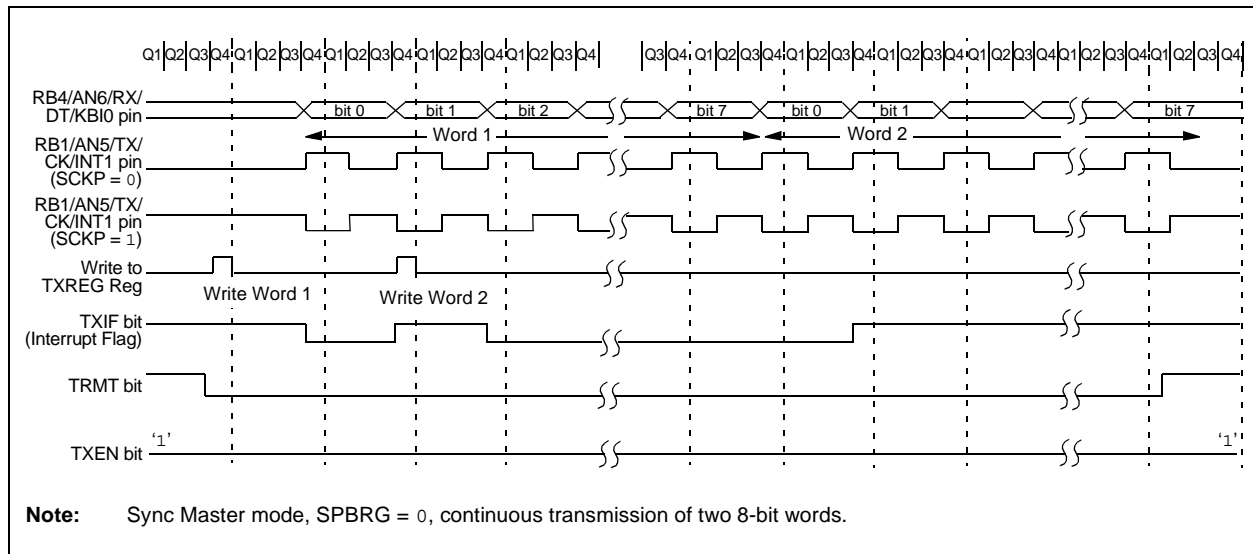 Q1 Q2 Q3 Q4 Q1 Q2 Q3 Q4 Q1 Q2 Q3 Q4 Q1 Q2 Q3 Q4 Q1 Q2 Q3 Q4 Q3 Q4 Q1 Q2 Q3 Q4 Q1 Q2 Q3 Q4 Q1 Q2 Q3 Q4 Q1 Q2 Q3 Q4 Q1 Q2 Q3 Q4 Q1 Q2 Q3 Q4
RB4/AN6/RX/
DT/KBI0 pin
bit 0 bit 1 bit 2 bit 7 bit 0 bit 1 bit 7
Word 1 Word 2
RB1/AN5/TX/
CK/INT1 pin
(SCKP = 0)
RB1/AN5/TX/
CK/INT1 pin
(SCKP = 1)
Write to
TXREG Reg
Write Word 1 Write Word 2
TXIF bit
(Interrupt Flag)
TRMT bit
'1' '1'
TXEN bit
Note: Sync Master mode, SPBRG = 0, continuous transmission of two 8-bit words.